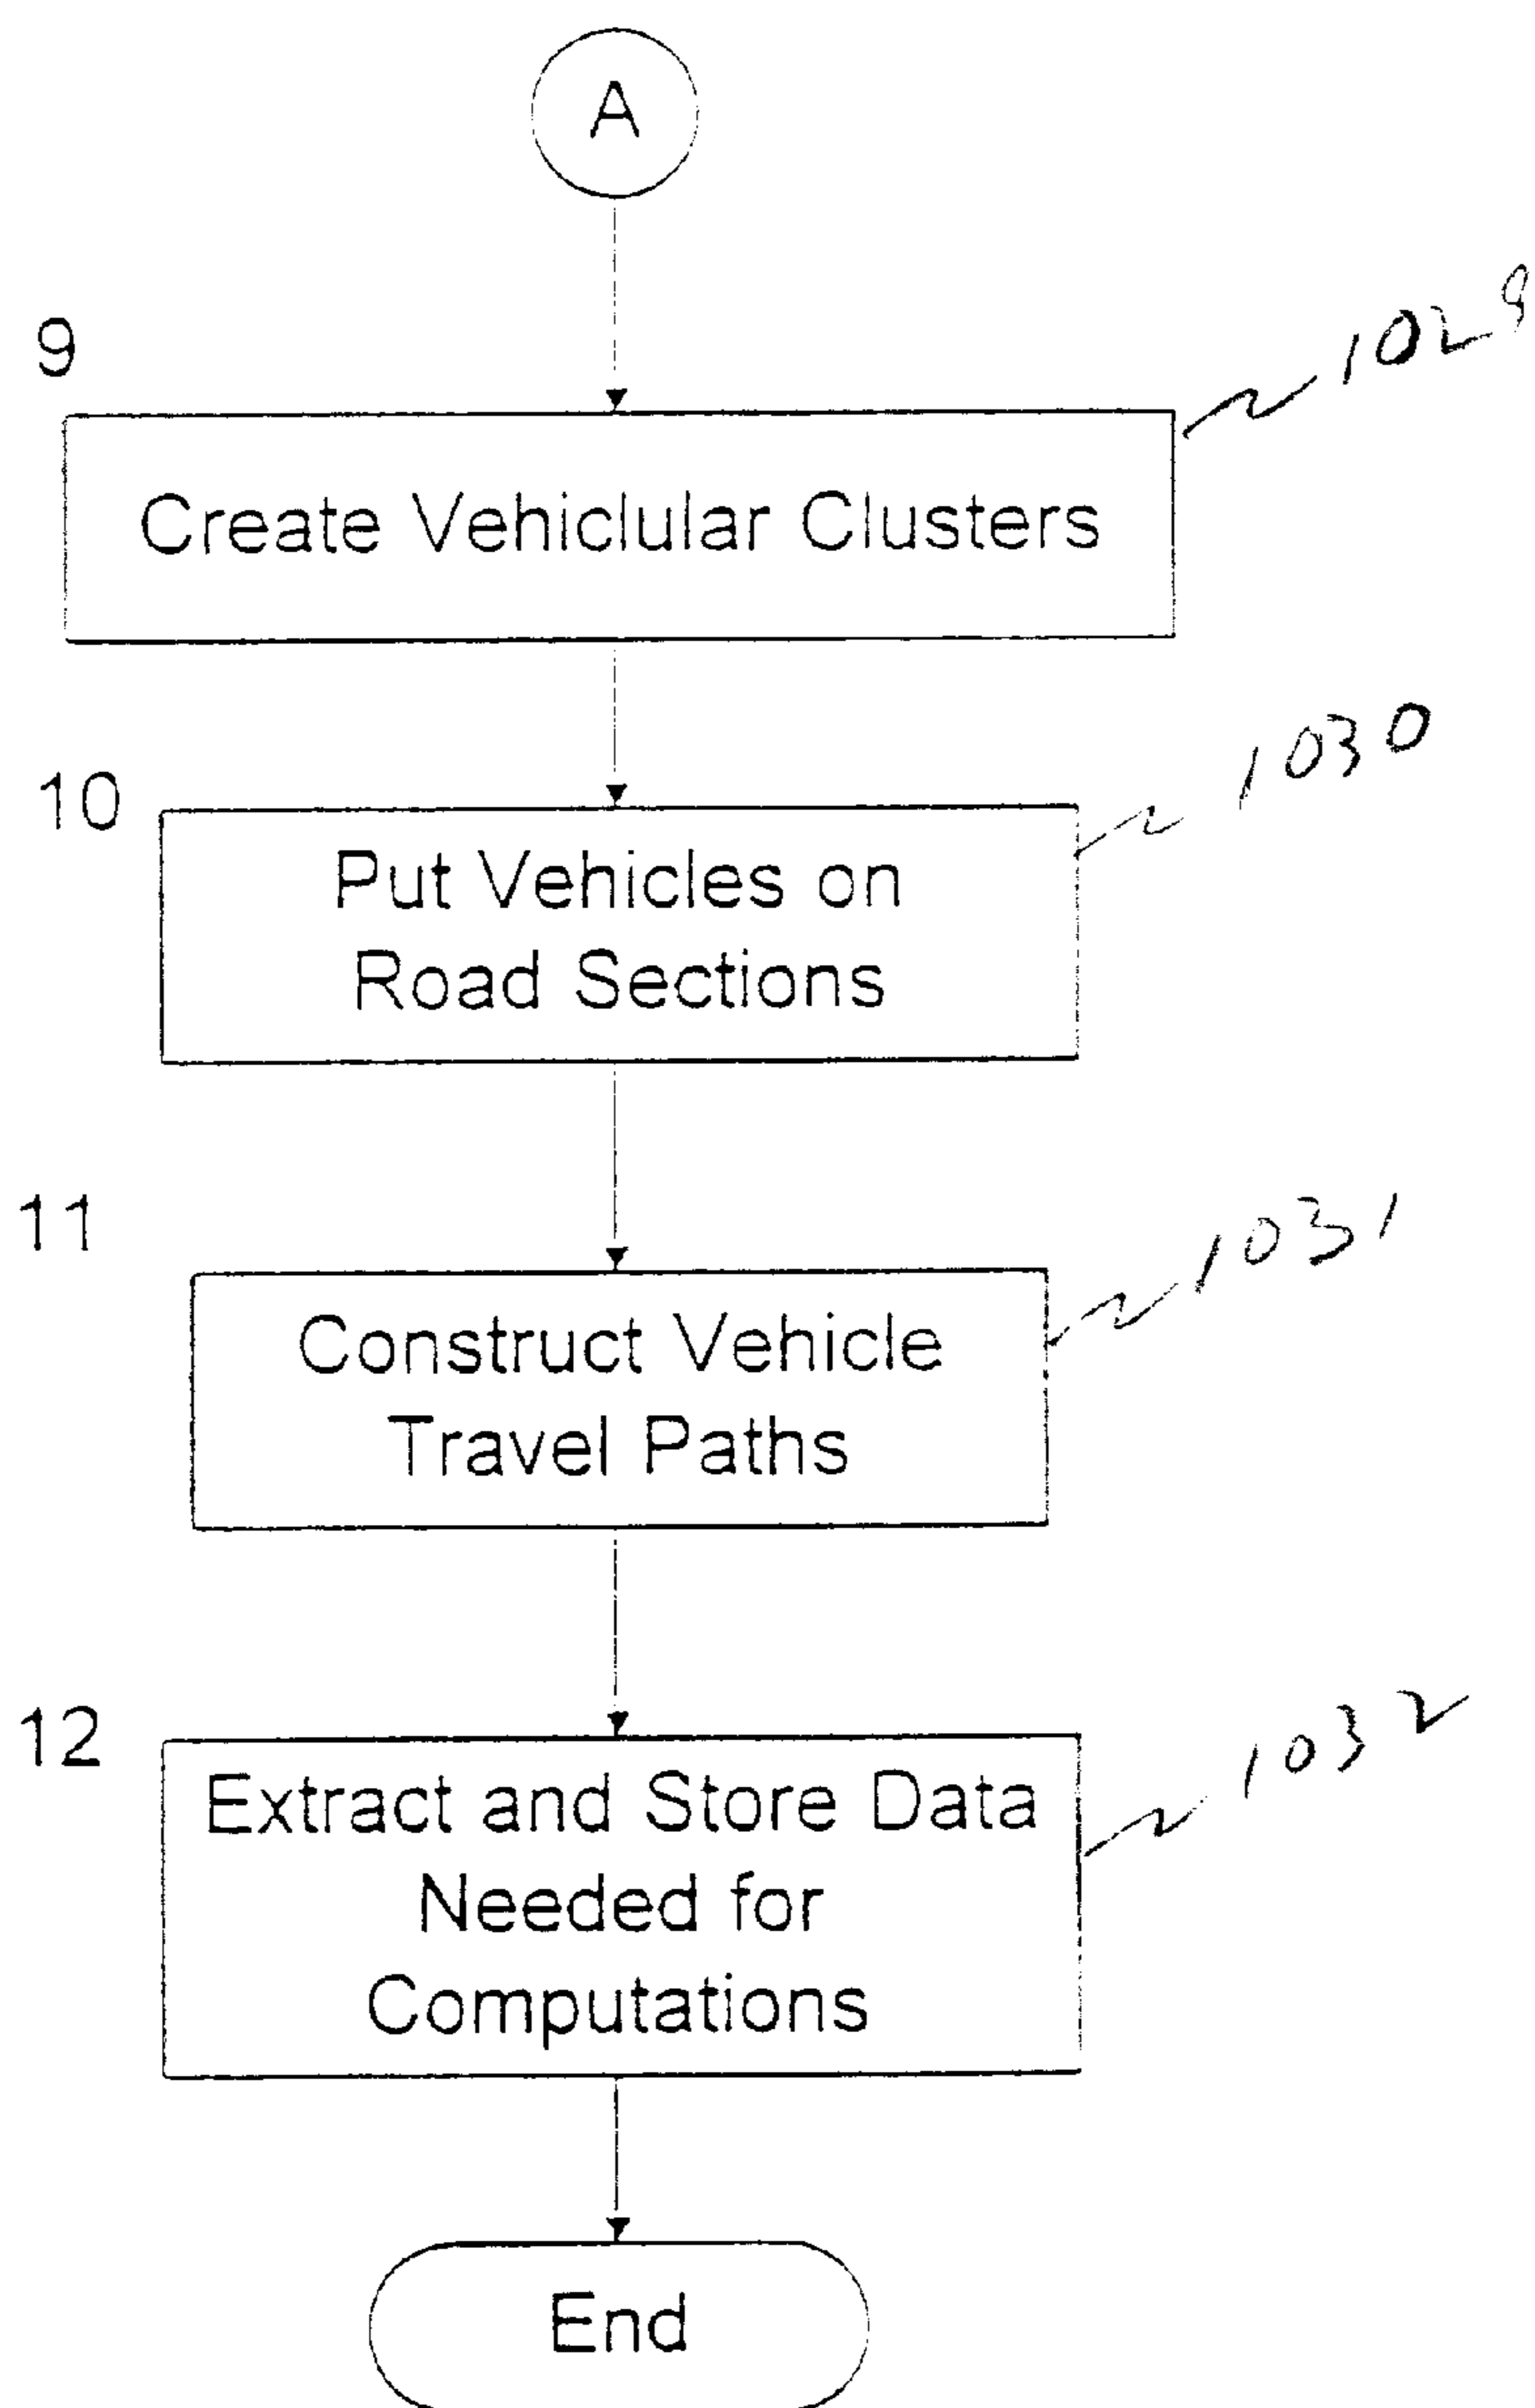 A
9
1029
Create Vehiclular Clusters
10
1030
Put Vehicles on
Road Sections
11
1031
Construct Vehicle
Travel Paths
12
1032
Extract and Store Data
Needed for
Computations
End